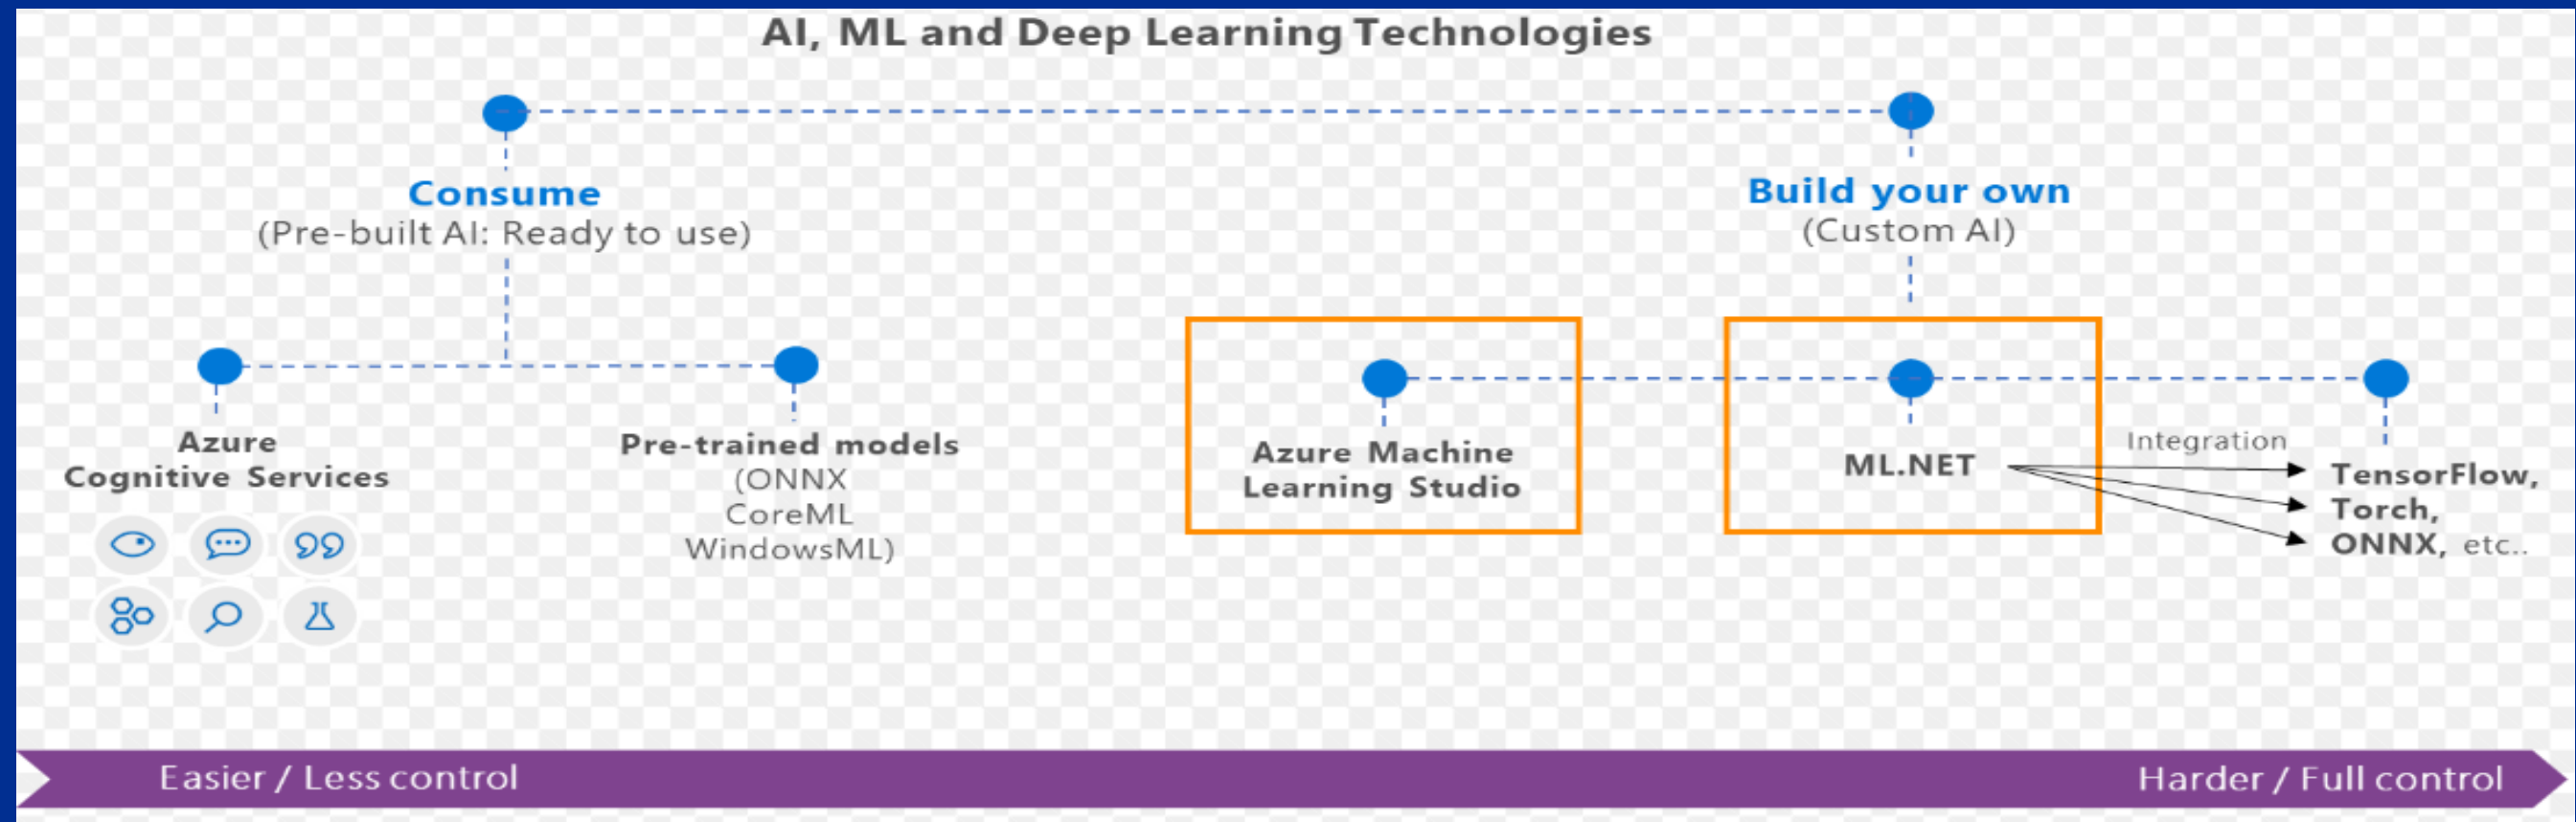 AI, ML and Deep Learning Technologies
Consume
(Pre-built AI: Ready to use)
Build your own
(Custom AI)
Azure
Cognitive Services
Pre-trained models
(ONNX
CoreML
WindowsML)
Azure Machine
Learning Studio
ML.NET
Integration
TensorFlow,
Torch,
ONNX, etc..
Easier / Less control
Harder / Full control